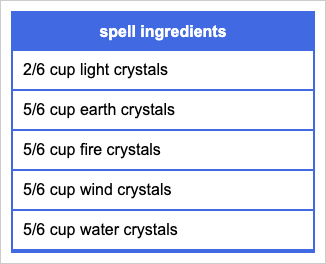 spell ingredients
2/6 cup light crystals
5/6 cup earth crystals
5/6 cup fire crystals
5/6 cup wind crystals
5/6 cup water crystals